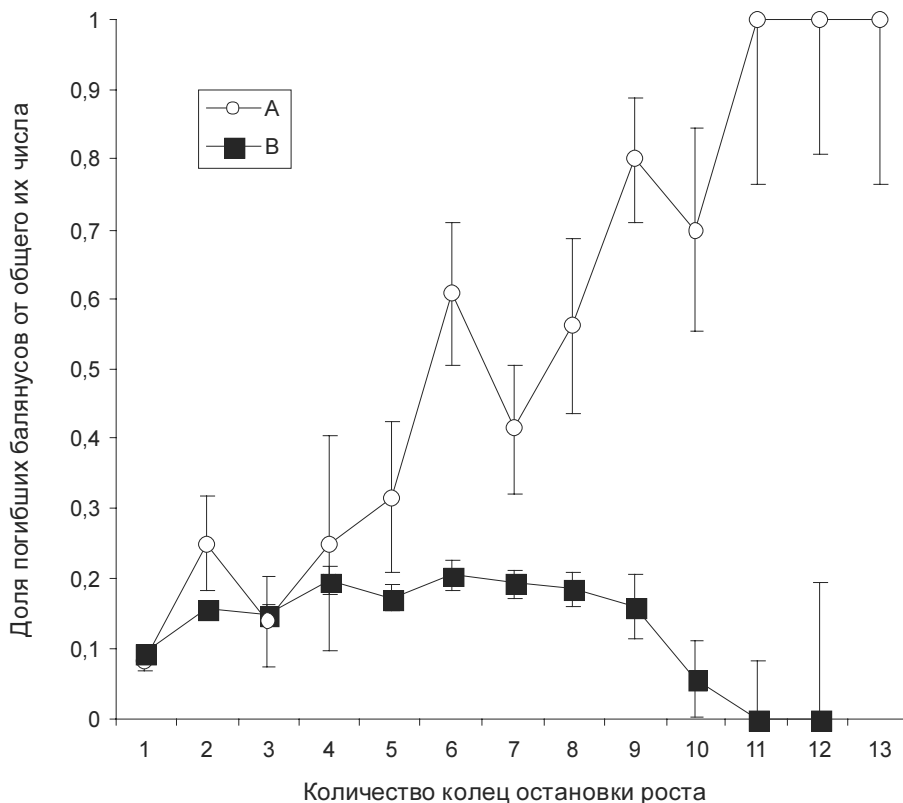 Доля погибших балянусов от общего их числа
1
0,9
0,8
0,7
0,6
0,5
0,4
0,3
0,2
0,1
0
A
B
1 2 3 4 5 6 7 8 9 10 11 12 13
Количество колец остановки роста